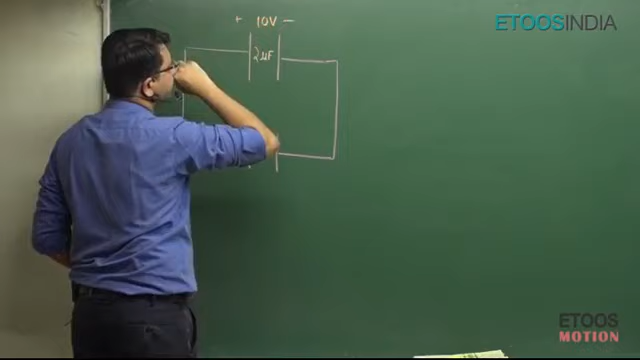 ETOOSINDIA
+ 10V -
2μF
ETOOS
MOTION